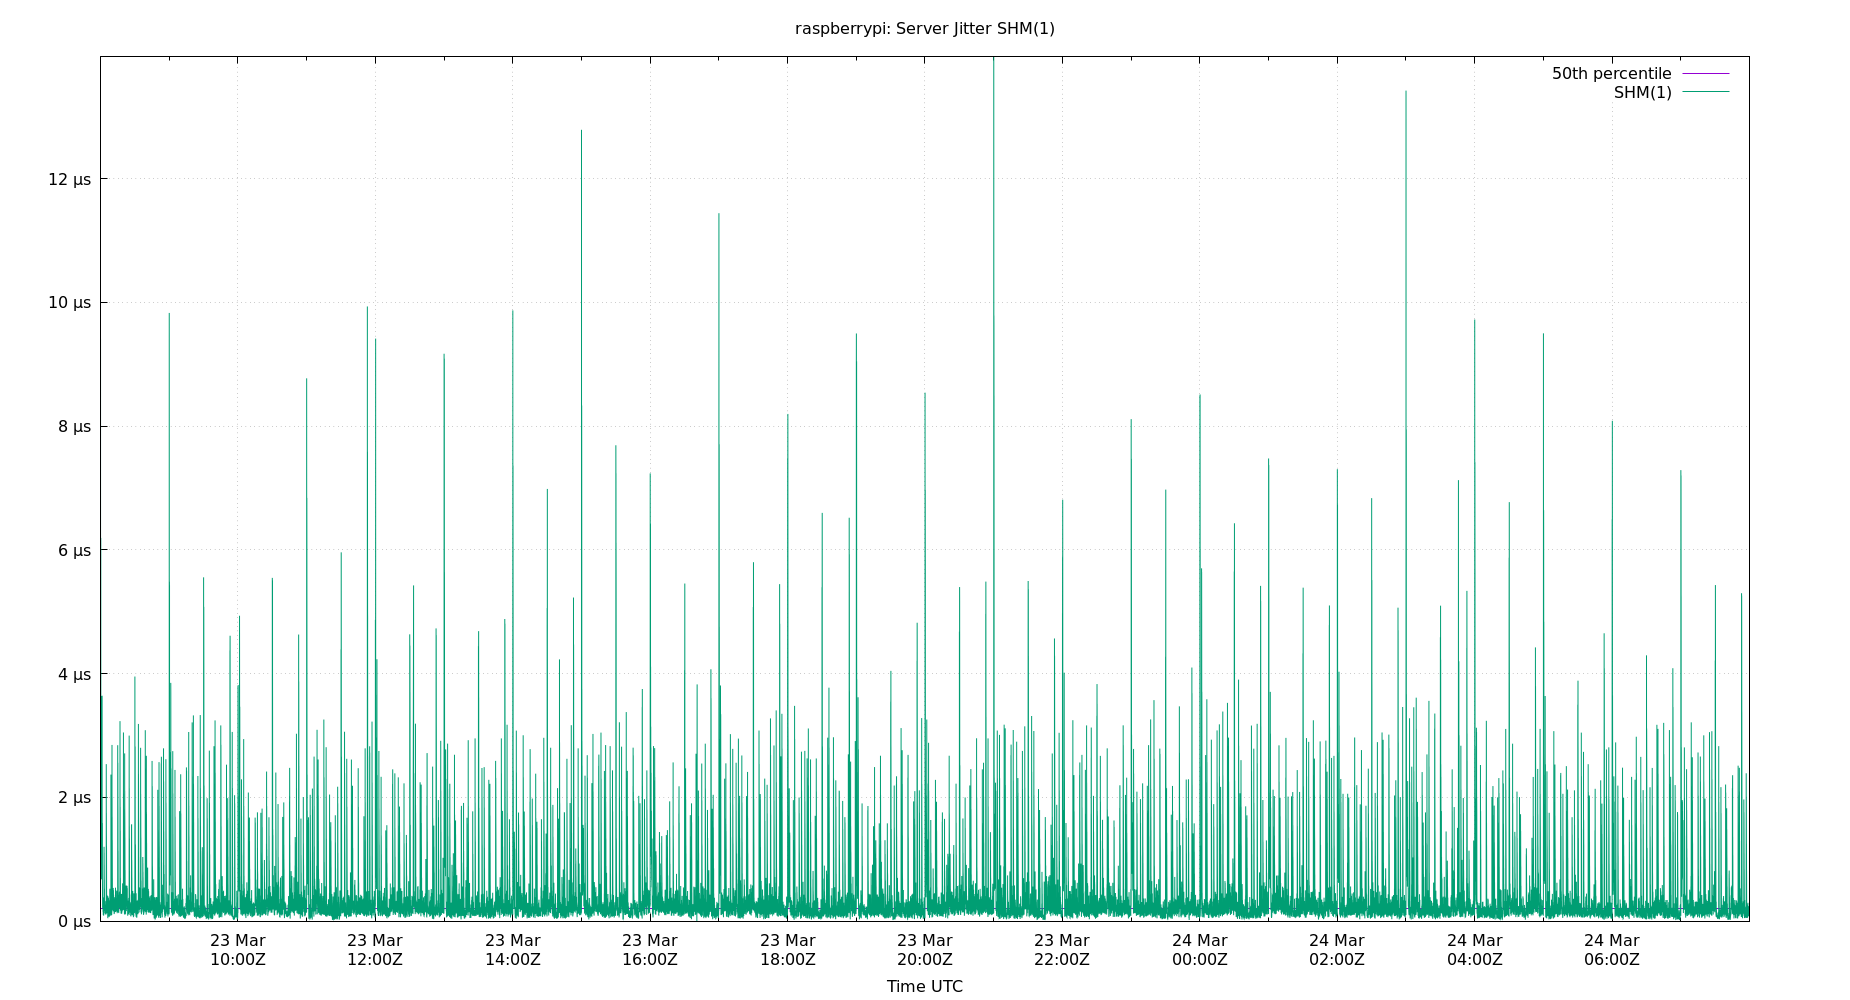 raspberrypi: Server Jitter SHM(1)
50th percentile
SHM(1)
12 µs
10 µs
8 µs
6 µs
4 µs
2 µs
0 µs
23 Mar 23 Mar 23 Mar 23 Mar 23 Mar 23 Mar 23 Mar 24 Mar 24 Mar 24 Mar 24 Mar
10:00Z 12:00Z 14:00Z 16:00Z 18:00Z 20:00Z 22:00Z 00:00Z 02:00Z 04:00Z 06:00Z
Time UTC